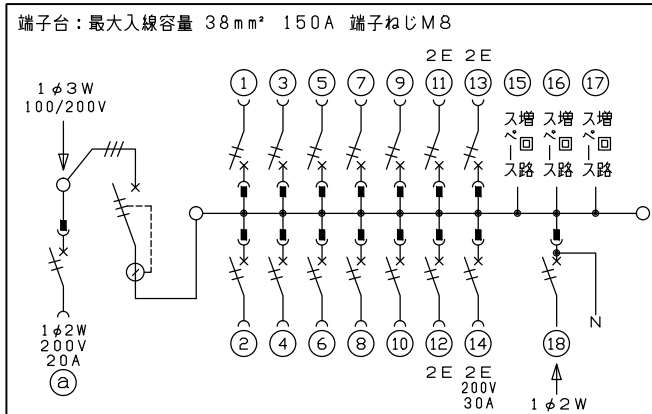 端子台：最大入線容量 38mm² 150A 端子ねじM8
1φ3W
100/200V
2E 2E
1 3 5 7 9 11 13 15 16 17
増回路スペース
増回路スペース
増回路スペース
1φ2W
200V
20A
a
2 4 6 8 10 12 14 18
N
2E 2E
200V
30A
1φ2W